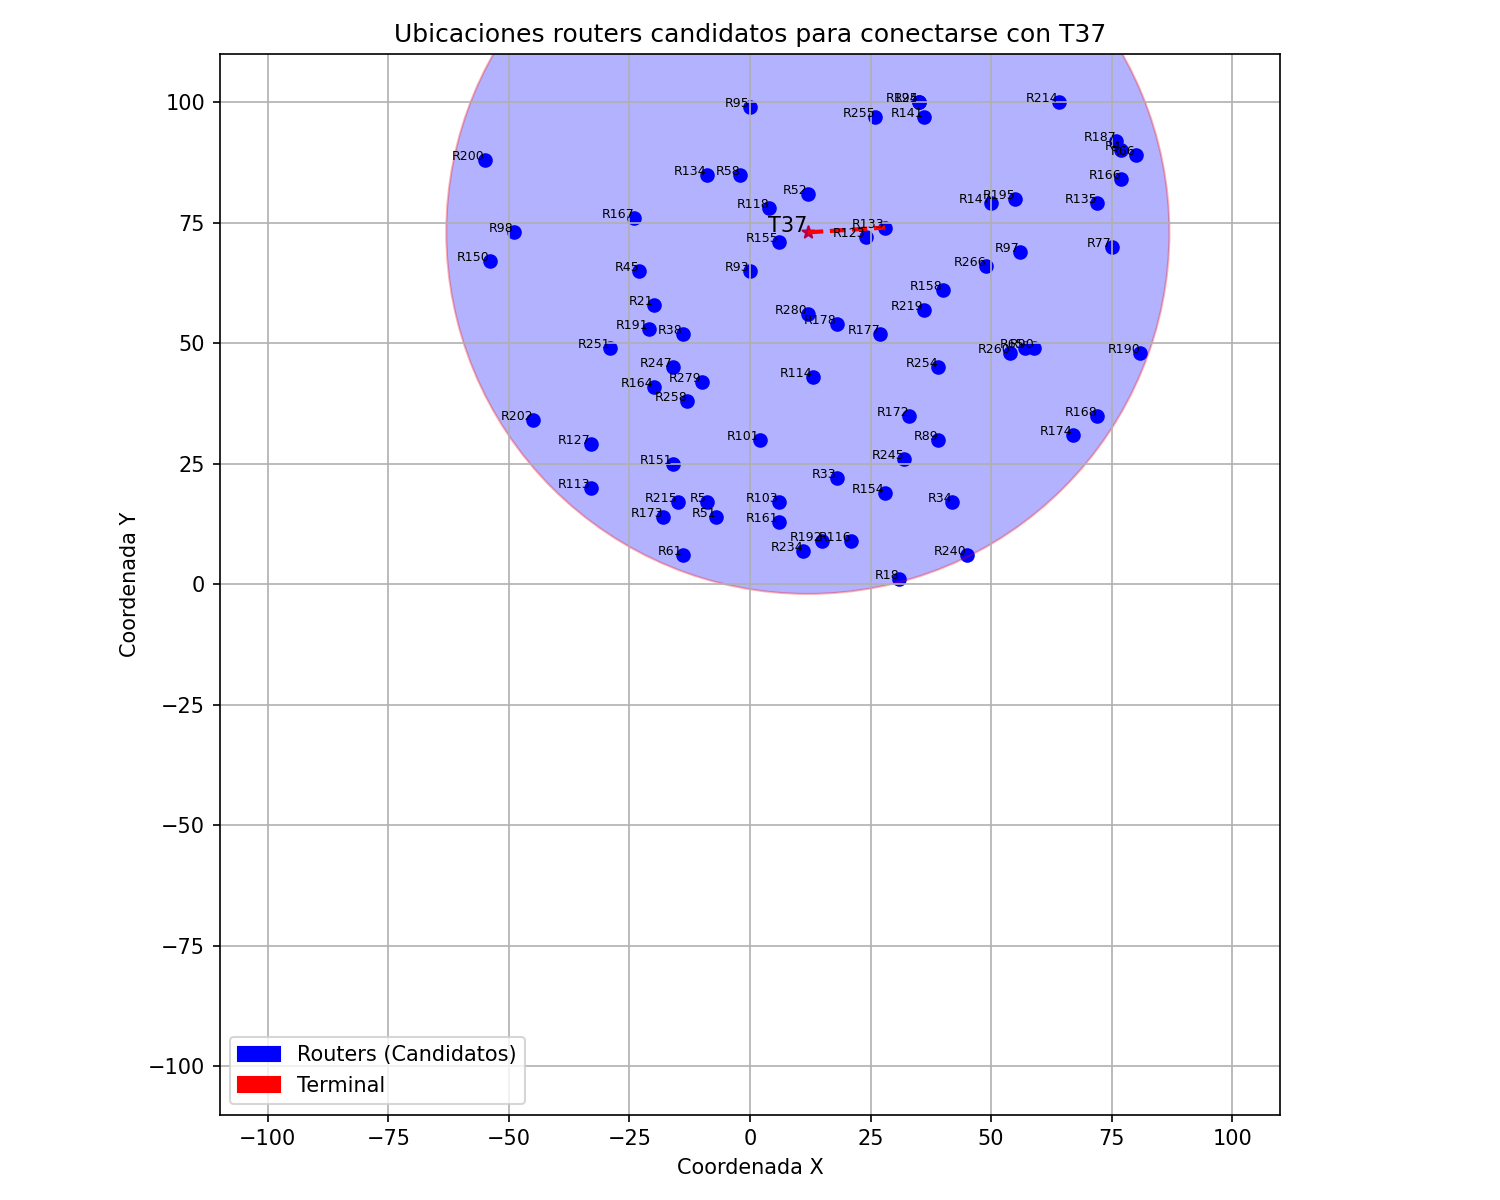 Ubicaciones routers candidatos para conectarse con T37
Coordenada Y
100
75
50
25
0
−25
−50
−75
−100
R95
R255
R141
R214
R187
R200
R134
R58
R52
R166
R118
R147
R195
R135
R167
T37
R133
R123
R98
R155
R77
R97
R150
R45
R93
R266
R158
R21
R280
R178
R219
R191
R38
R177
R251
R260
R190
R247
R254
R279
R164
R114
R258
R202
R172
R168
R127
R101
R89
R174
R151
R245
R33
R113
R154
R215
R5
R103
R34
R173
R51
R161
R192
R116
R234
R61
R240
R18
Routers (Candidatos)
Terminal
−100
−75
−50
−25
0
25
50
75
100
Coordenada X